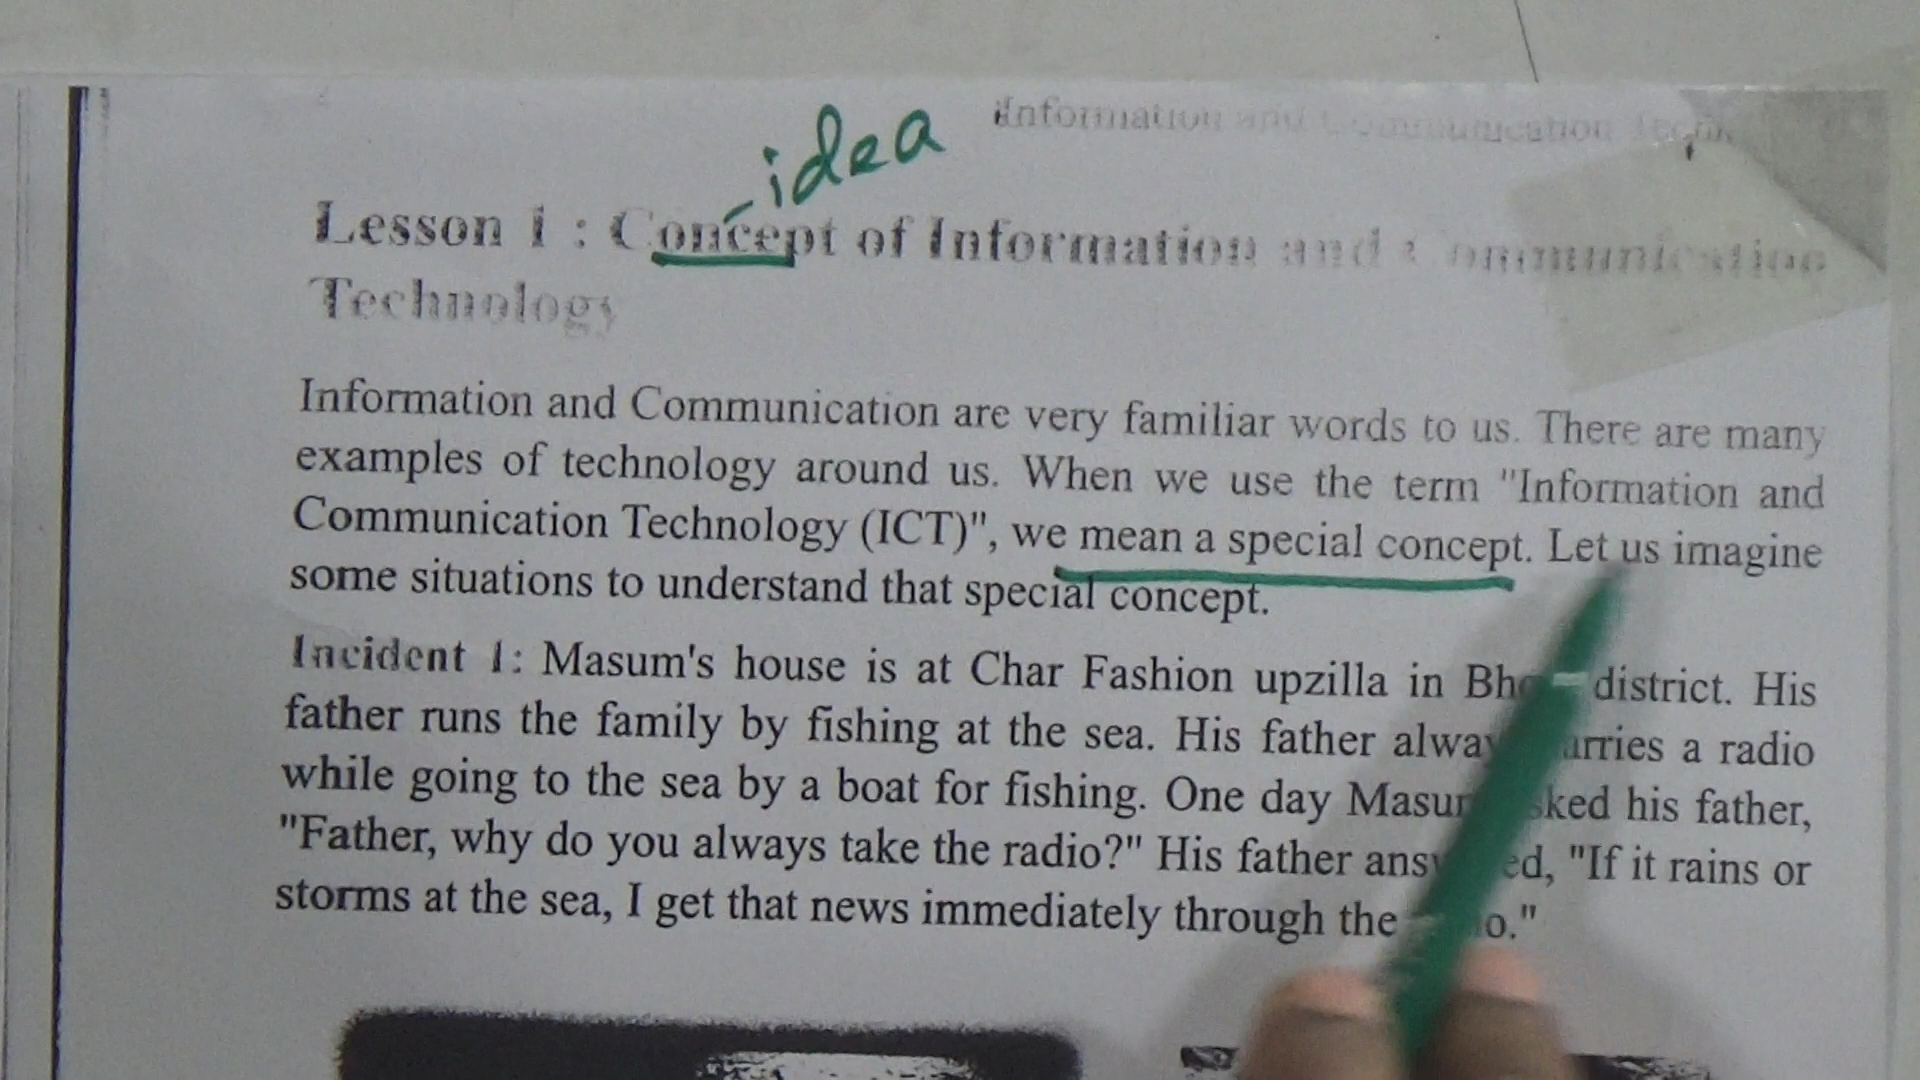 Information and Communication
idea
Lesson 1 : Concept of Information and Communication
Technology
Information and Communication are very familiar words to us. There are many
examples of technology around us. When we use the term "Information and
Communication Technology (ICT)", we mean a special concept. Let us imagine
some situations to understand that special concept.
Incident 1: Masum's house is at Char Fashion upzilla in district. His
father runs the family by fishing at the sea. His father a radio
while going to the sea by a boat for fishing. One day his father,
"Father, why do you always take the radio?" His father "If it rains or
storms at the sea, I get that news immediately through the